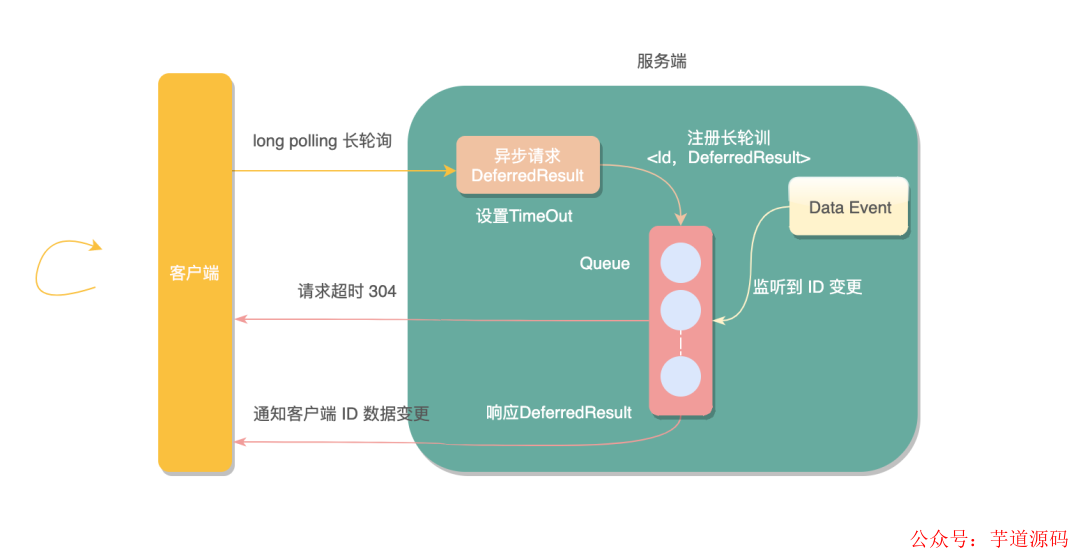 服务端
long polling 长轮询
异步请求
DeferredResult
注册长轮训
<Id，DeferredResult>
设置TimeOut
Data Event
Queue
客户端
监听到 ID 变更
请求超时 304
通知客户端 ID 数据变更
响应DeferredResult
公众号：芋道源码